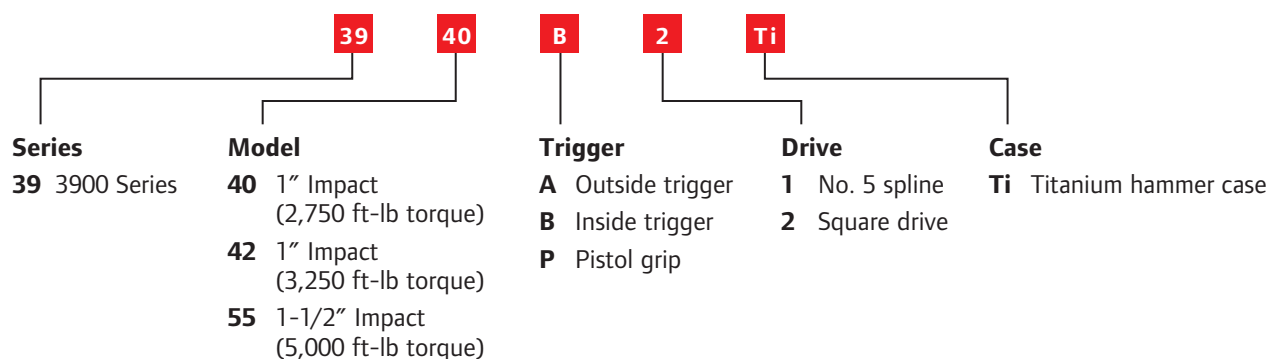 39 40 B 2 Ti
Series
39 3900 Series
Model
40 1″ Impact
(2,750 ft-lb torque)
42 1″ Impact
(3,250 ft-lb torque)
55 1-1/2″ Impact
(5,000 ft-lb torque)
Trigger
A Outside trigger
B Inside trigger
P Pistol grip
Drive
1 No. 5 spline
2 Square drive
Case
Ti Titanium hammer case